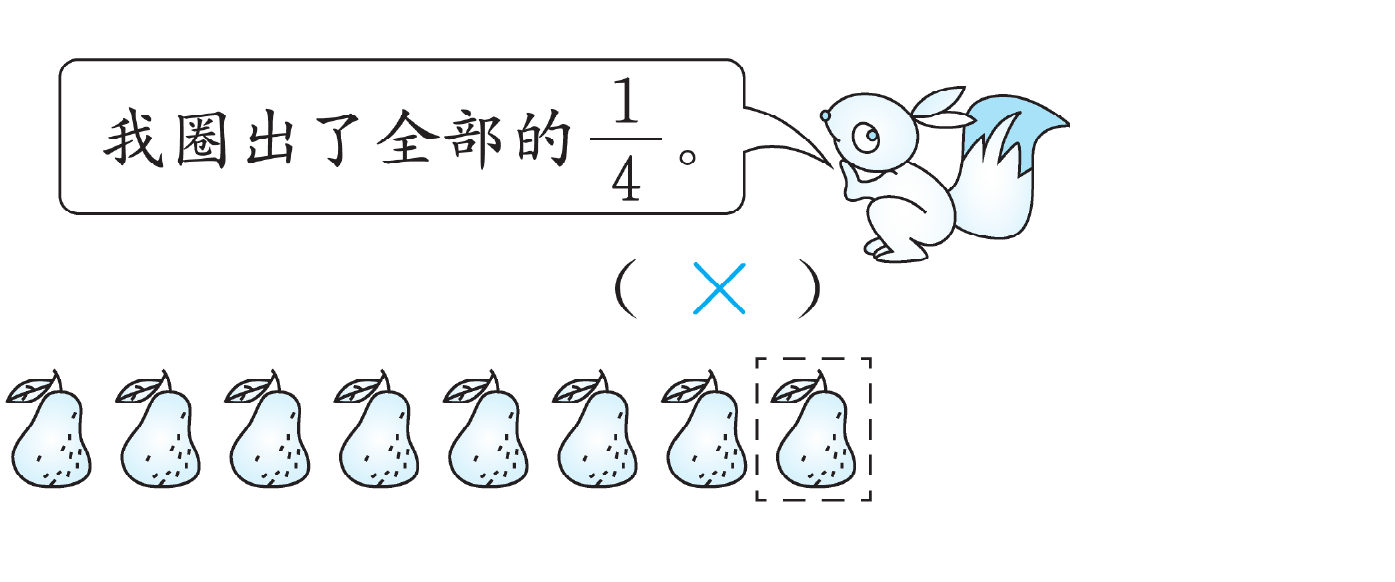 我圈出了全部的 1/4 。
( × )